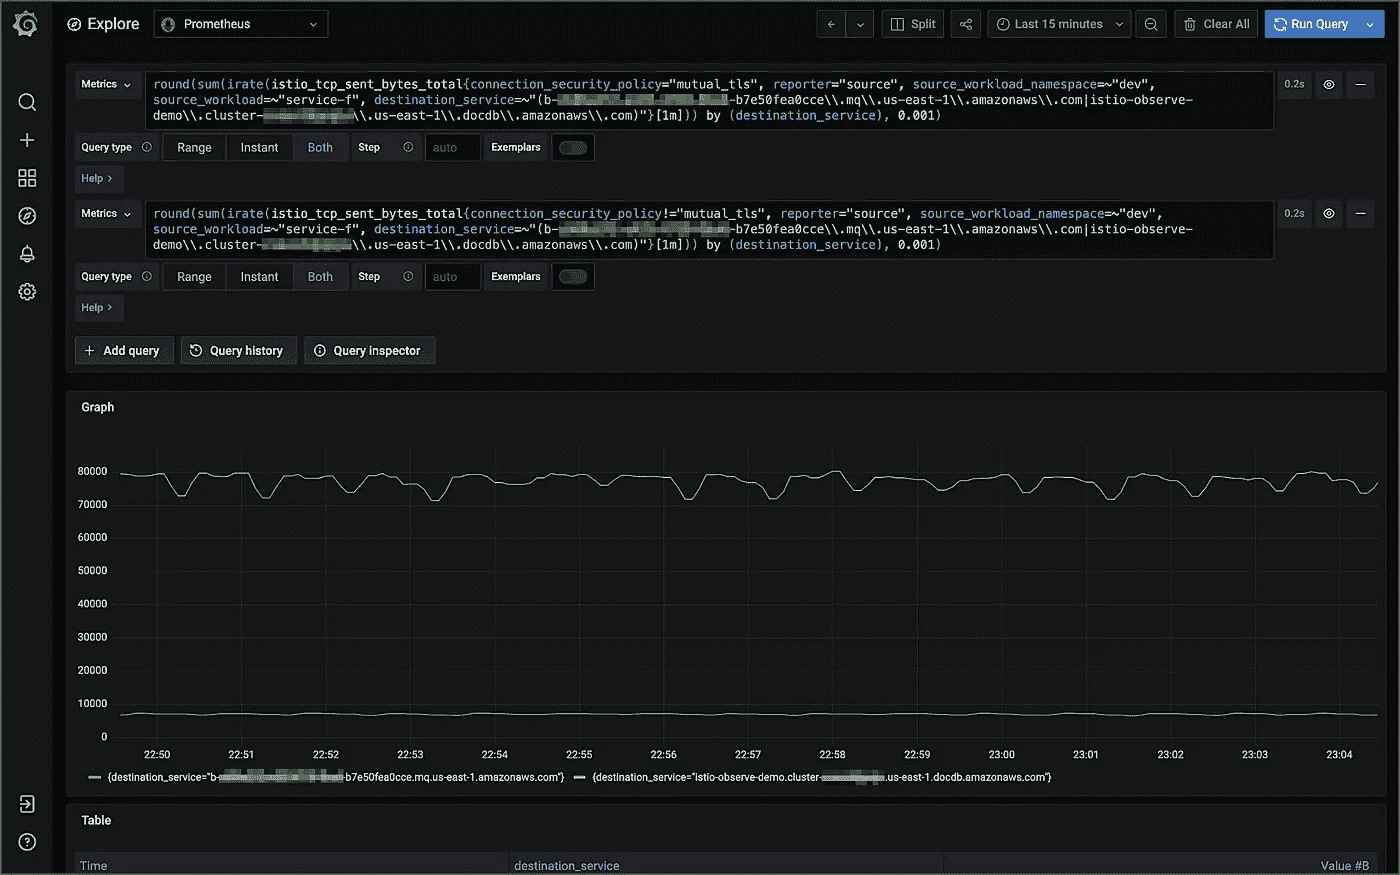 Explore
Prometheus
Split
Last 15 minutes
Clear All
Run Query
Metrics
round(sum(irate(istio_tcp_sent_bytes_total{connection_security_policy="mutual_tls", reporter="source", source_workload_namespace=~"dev",
source_workload=~"service-f", destination_service=~"(b- -b7e50fea0cce\\.mq\\.us-east-1\\.amazonaws\\.com|istio-observe-
demo\\.cluster- \\.us-east-1\\.docdb\\.amazonaws\\.com)"}[1m])) by (destination_service), 0.001)
0.2s
Query type
Range
Instant
Both
Step
auto
Exemplars
Help >
Metrics
round(sum(irate(istio_tcp_sent_bytes_total{connection_security_policy!="mutual_tls", reporter="source", source_workload_namespace=~"dev",
source_workload=~"service-f", destination_service=~"(b- -b7e50fea0cce\\.mq\\.us-east-1\\.amazonaws\\.com|istio-observe-
demo\\.cluster- \\.us-east-1\\.docdb\\.amazonaws\\.com)"}[1m])) by (destination_service), 0.001)
0.2s
Query type
Range
Instant
Both
Step
auto
Exemplars
Help >
+ Add query
Query history
Query inspector
Graph
80000
70000
60000
50000
40000
30000
20000
10000
0
22:50 22:51 22:52 22:53 22:54 22:55 22:56 22:57 22:58 22:59 23:00 23:01 23:02 23:03 23:04
{destination_service="b- -b7e50fea0cce.mq.us-east-1.amazonaws.com"}
{destination_service="istio-observe-demo.cluster- .us-east-1.docdb.amazonaws.com"}
Table
Time
destination_service
Value #B